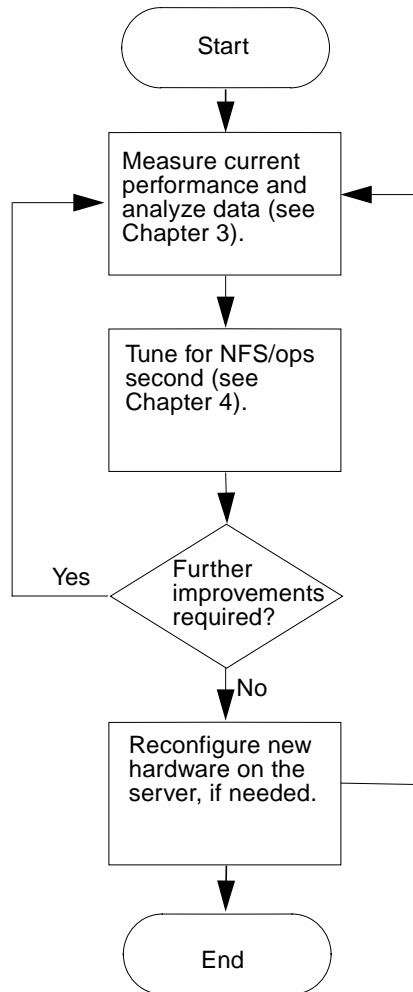 Start
Measure current
performance and
analyze data (see
Chapter 3).
Tune for NFS/ops
second (see
Chapter 4).
Yes
Further
improvements
required?
No
Reconfigure new
hardware on the
server, if needed.
End